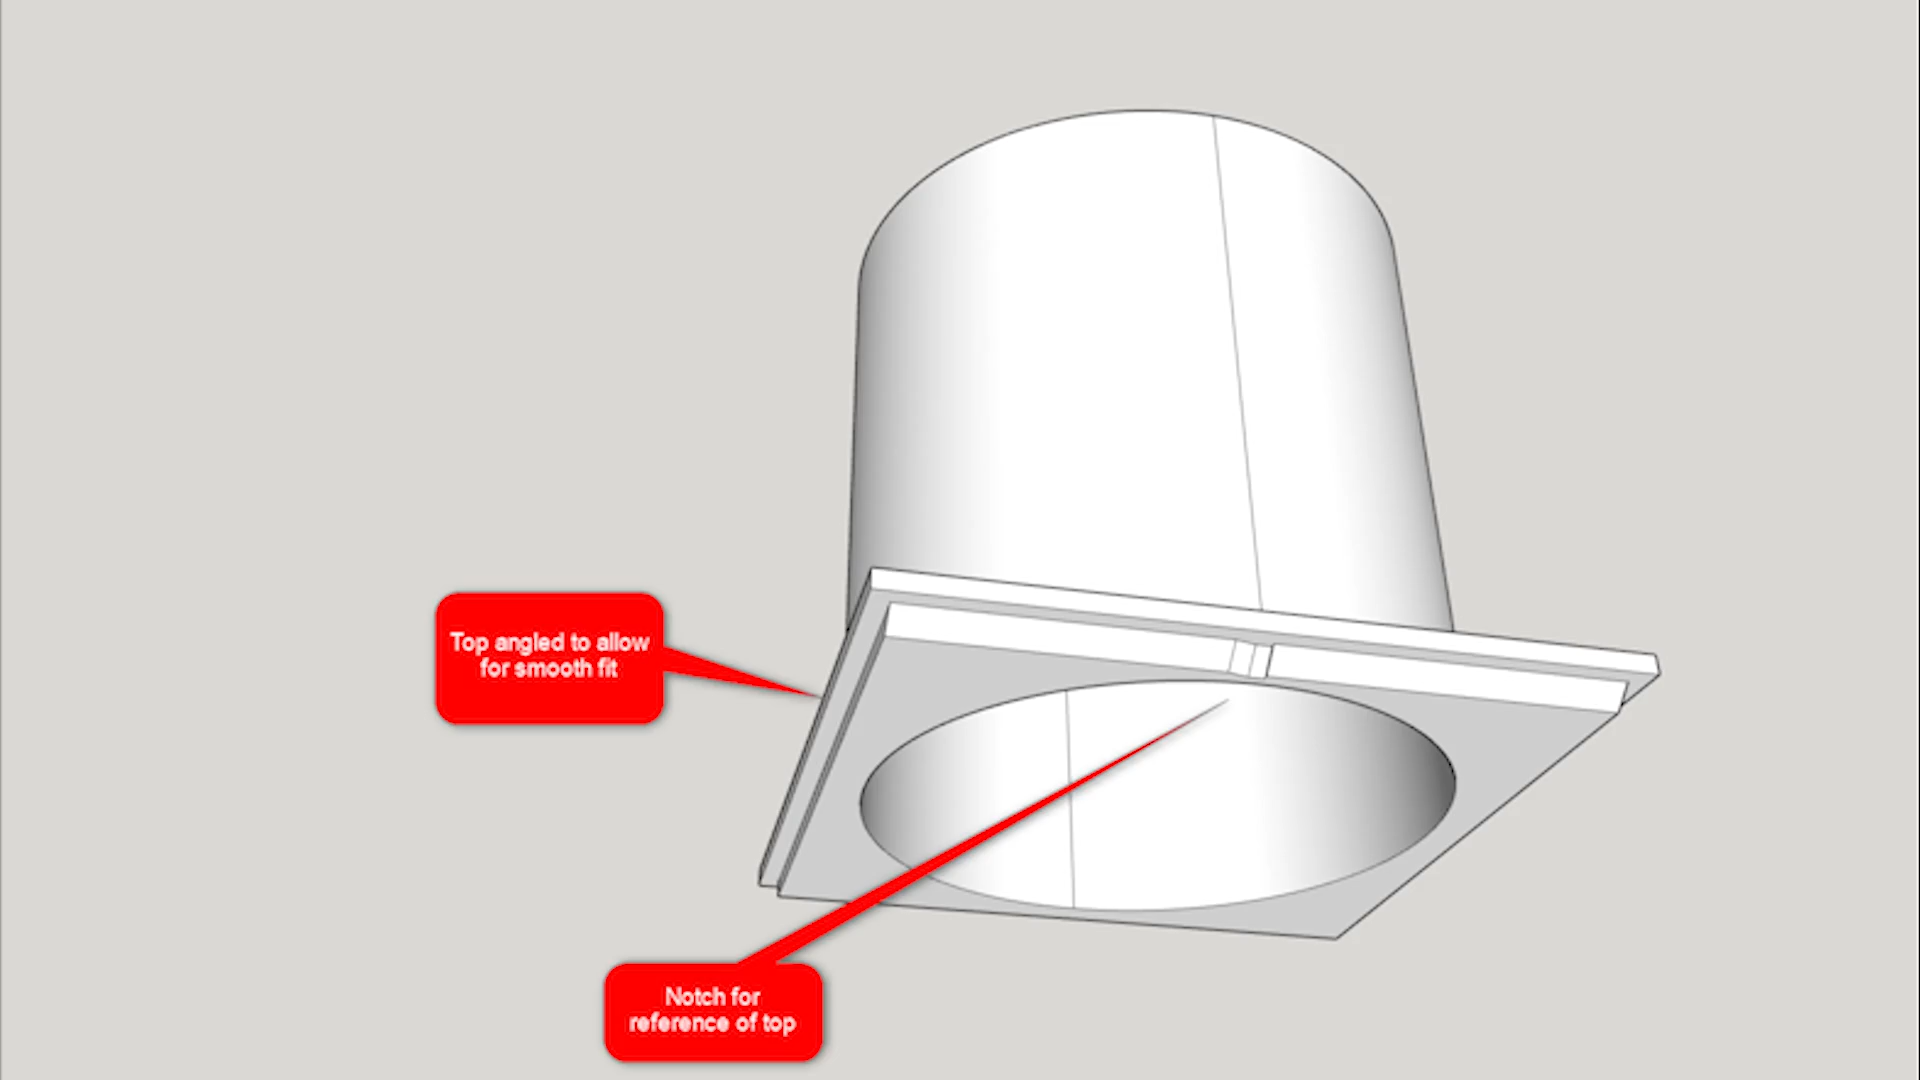 Top angled to allow
for smooth fit
Notch for
reference of top